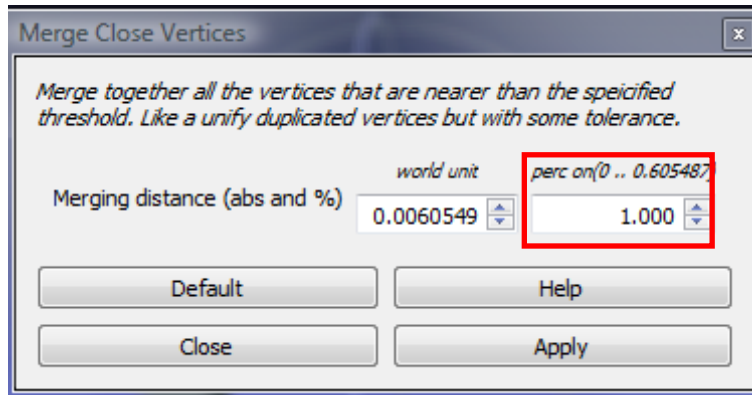 Merge Close Vertices
x
Merge together all the vertices that are nearer than the speicified
threshold. Like a unify duplicated vertices but with some tolerance.
world unit perc on(0 .. 0.605487)
Merging distance (abs and %) 0.0060549 1.000
Default Help
Close Apply